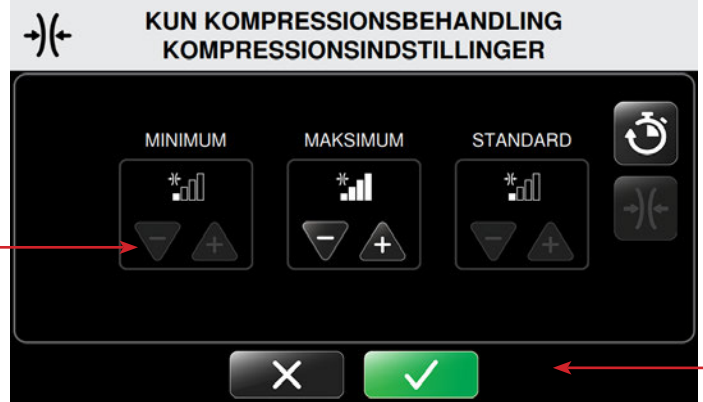 KUN KOMPRESSIONSBEHANDLING
KOMPRESSIONSINDSTILLINGER
MINIMUM MAKSIMUM STANDARD